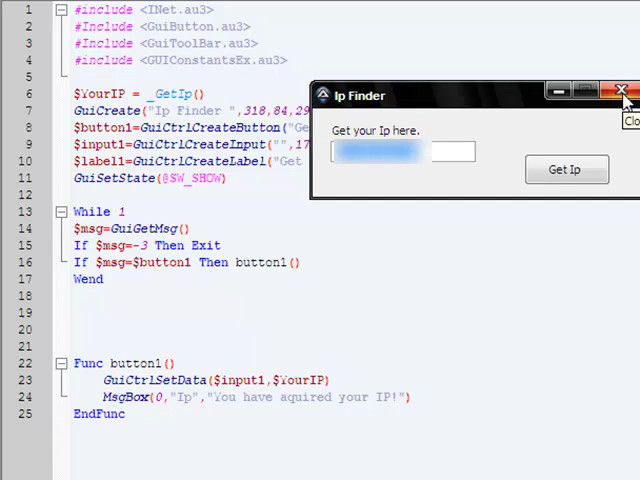 1 #include <INet.au3>
2 #Include <GuiButton.au3>
3 #Include <GuiToolBar.au3>
4 #include <GUIConstantsEx.au3>
5
6 $YourIP = _GetIp()
7 GuiCreate("Ip Finder ",318,84,29
8 $button1=GuiCtrlCreateButton("Ge
9 $input1=GuiCtrlCreateInput("",17
10 $label1=GuiCtrlCreateLabel("Get
11 GuiSetState(@SW_SHOW)
12
13 While 1
14 $msg=GuiGetMsg()
15 If $msg=-3 Then Exit
16 If $msg=$button1 Then button1()
17 Wend
18
19
20
21
22 Func button1()
23 GuiCtrlSetData($input1,$YourIP)
24 MsgBox(0,"Ip","You have aquired your IP!")
25 EndFunc
Ip Finder
Clo
Get your Ip here.
Get Ip